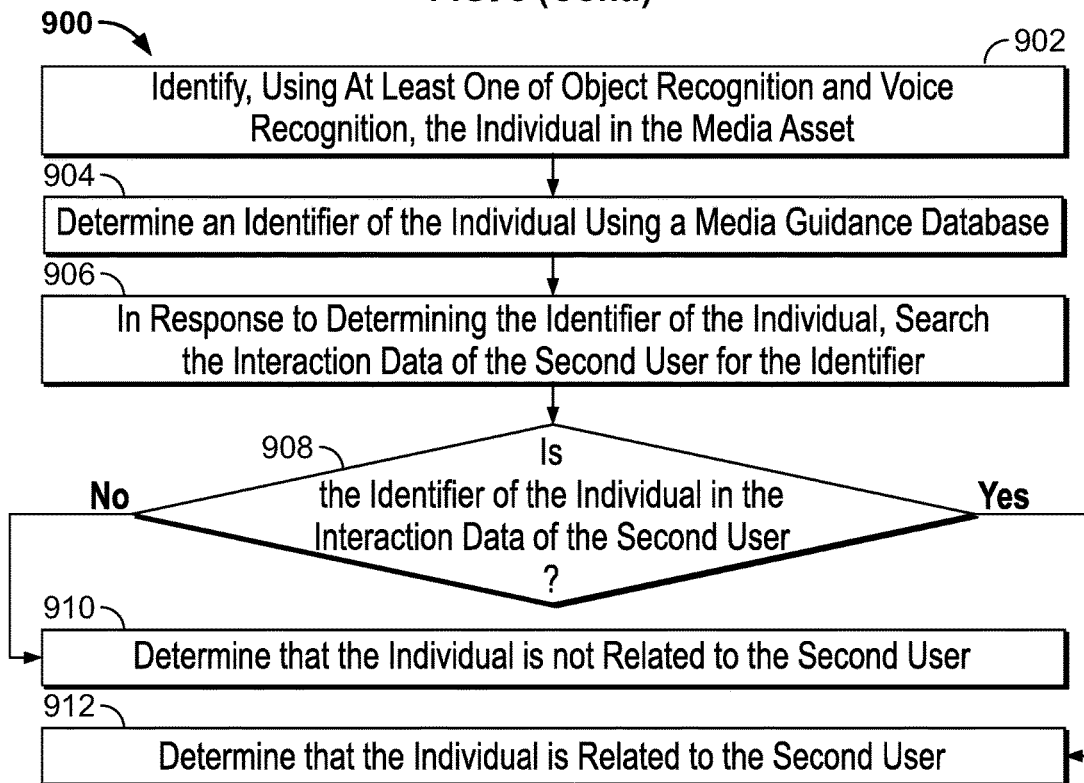 900
902
Identify, Using At Least One of Object Recognition and Voice
Recognition, the Individual in the Media Asset
904
Determine an Identifier of the Individual Using a Media Guidance Database
906
In Response to Determining the Identifier of the Individual, Search
the Interaction Data of the Second User for the Identifier
908
Is
the Identifier of the Individual in the
Interaction Data of the Second User
?
No
Yes
910
Determine that the Individual is not Related to the Second User
912
Determine that the Individual is Related to the Second User